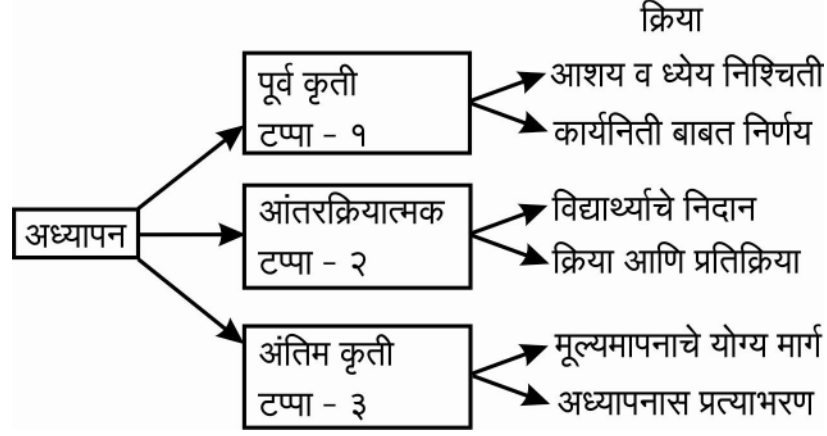 क्रिया
पूर्व कृती
टप्पा - १
आशय व ध्येय निश्चिती
कार्यनिती बाबत निर्णय
अध्यापन
आंतरक्रियात्मक
टप्पा - २
विद्यार्थ्याचे निदान
क्रिया आणि प्रतिक्रिया
अंतिम कृती
टप्पा - ३
मूल्यमापनाचे योग्य मार्ग
अध्यापनास प्रत्याभरण